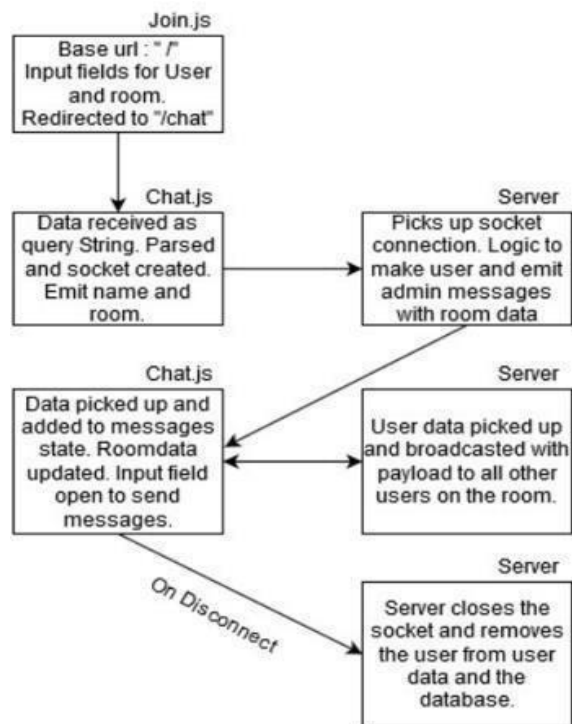 Join.js
Base url : " /"
Input fields for User
and room.
Redirected to "/chat"
Chat.js
Data received as
query String. Parsed
and socket created.
Emit name and
room.
Server
Picks up socket
connection. Logic to
make user and emit
admin messages
with room data
Chat.js
Data picked up and
added to messages
state. Roomdata
updated. Input field
open to send
messages.
Server
User data picked up
and broadcasted with
payload to all other
users on the room.
On Disconnect
Server
Server closes the
socket and removes
the user from user
data and the
database.